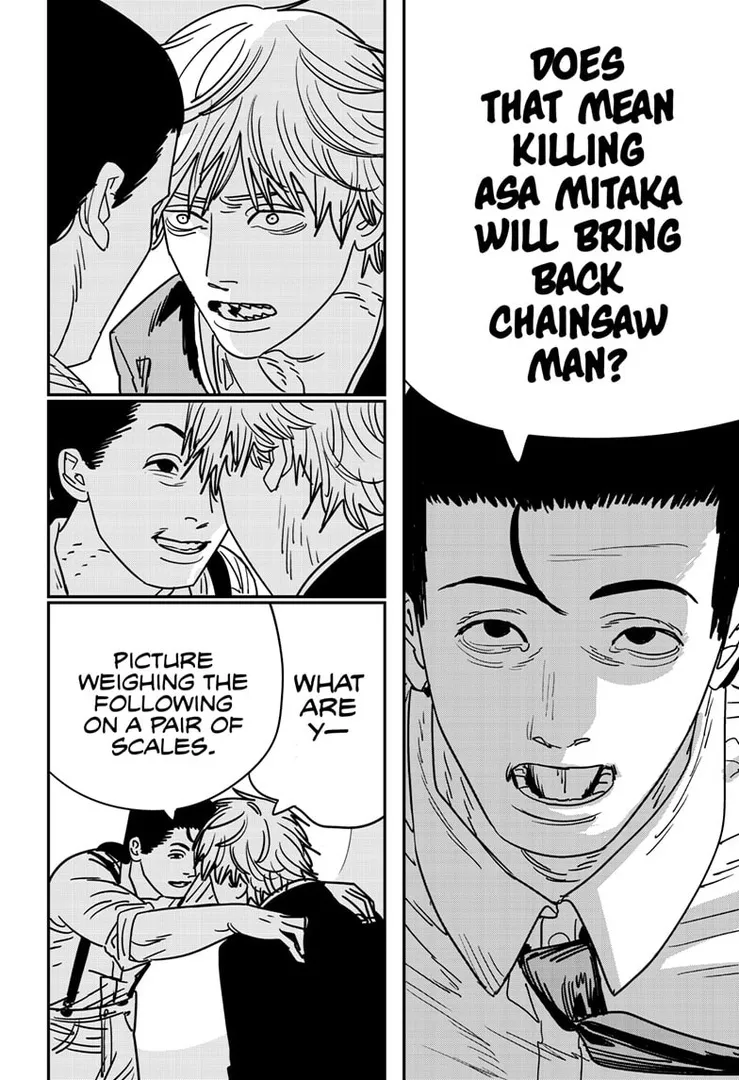 DOES
THAT MEAN
KILLING
ASA MITAKA
WILL BRING
BACK
CHAINSAW
MAN?
WHAT
ARE
Y—
PICTURE
WEIGHING THE
FOLLOWING
ON A PAIR OF
SCALES.